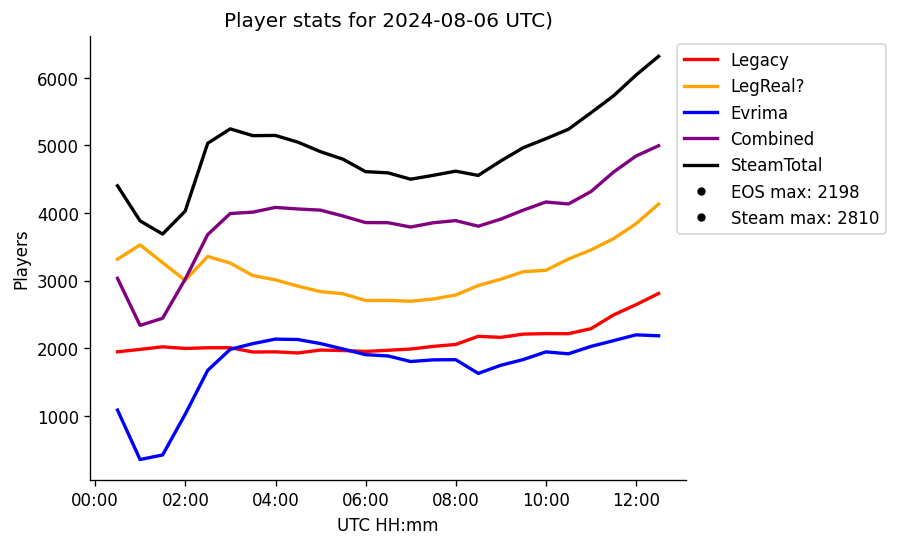 Player stats for 2024-08-06 UTC)
Legacy
LegReal?
Evrima
Combined
SteamTotal
EOS max: 2198
Steam max: 2810
Players
6000
5000
4000
3000
2000
1000
00:00 02:00 04:00 06:00 08:00 10:00 12:00
UTC HH:mm